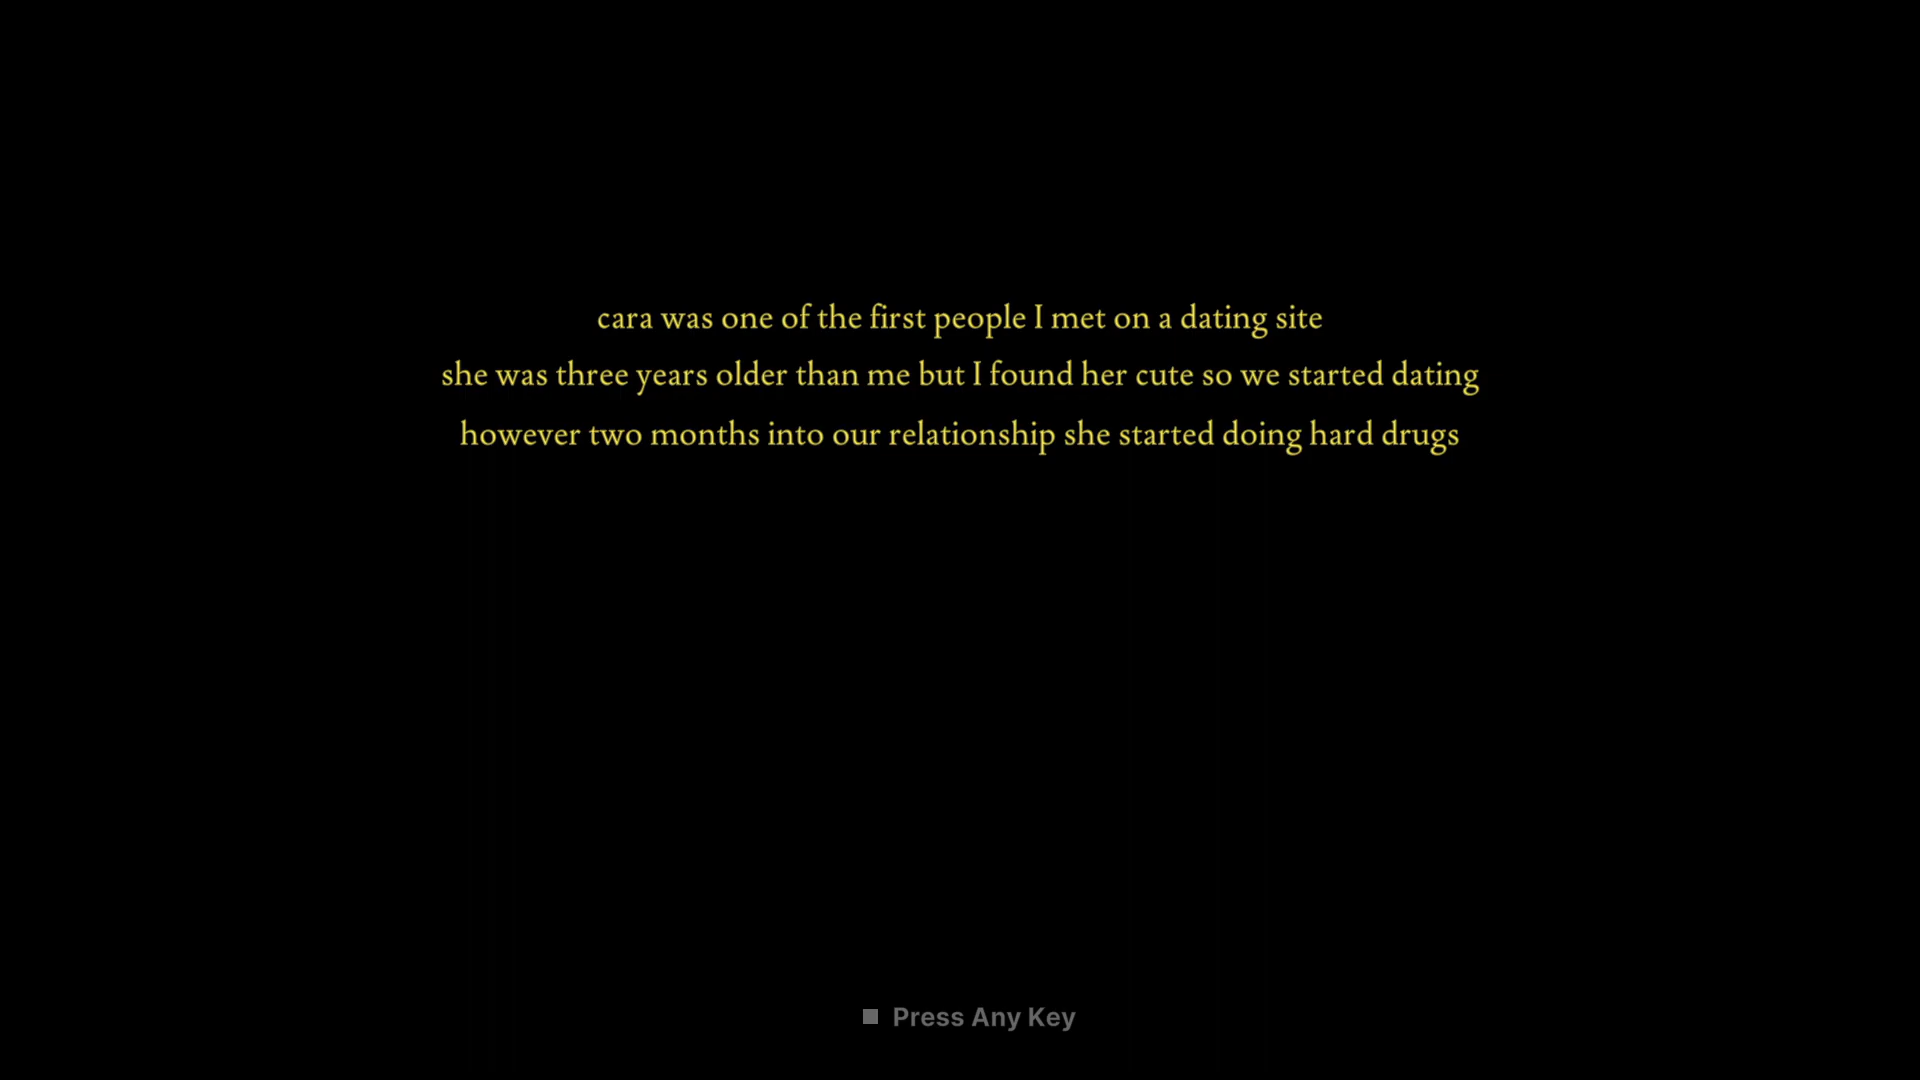 cara was one of the first people I met on a dating site
she was three years older than me but I found her cute so we started dating
however two months into our relationship she started doing hard drugs
Press Any Key